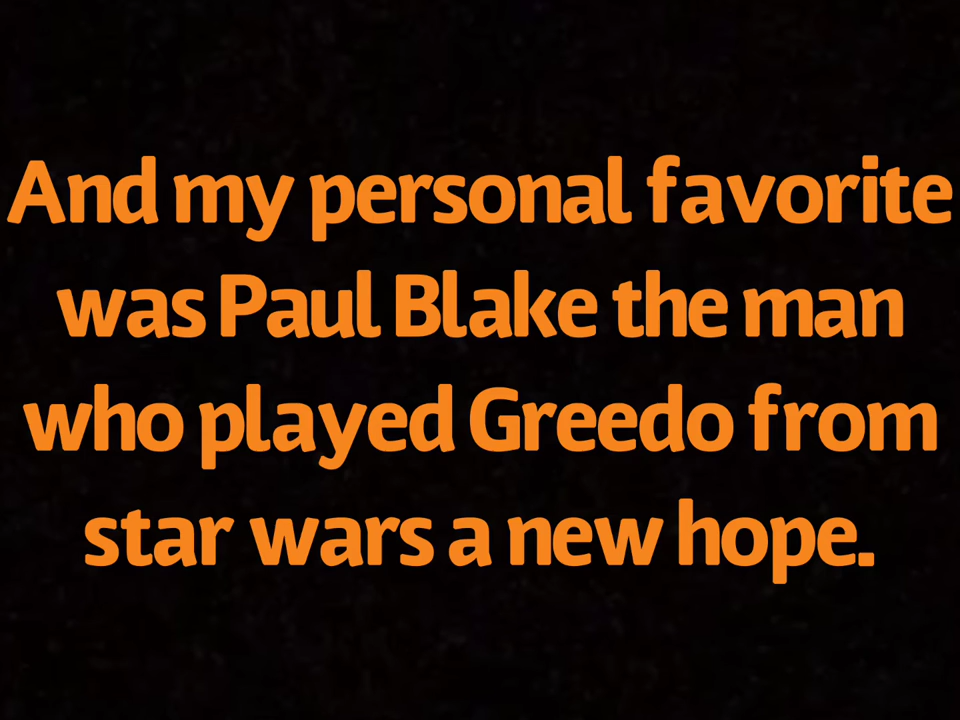 And my personal favorite
was Paul Blake the man
who played Greedo from
star wars a new hope.